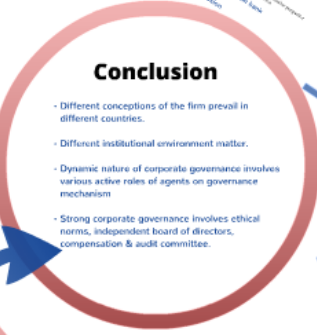 bank
Conclusion
- Different conceptions of the firm prevail in
different countries.
- Different institutional environment matter.
- Dynamic nature of corporate governance involves
various active roles of agents on governance
mechanism
- Strong corporate governance involves ethical
norms, independent board of directors,
compensation & audit committee.